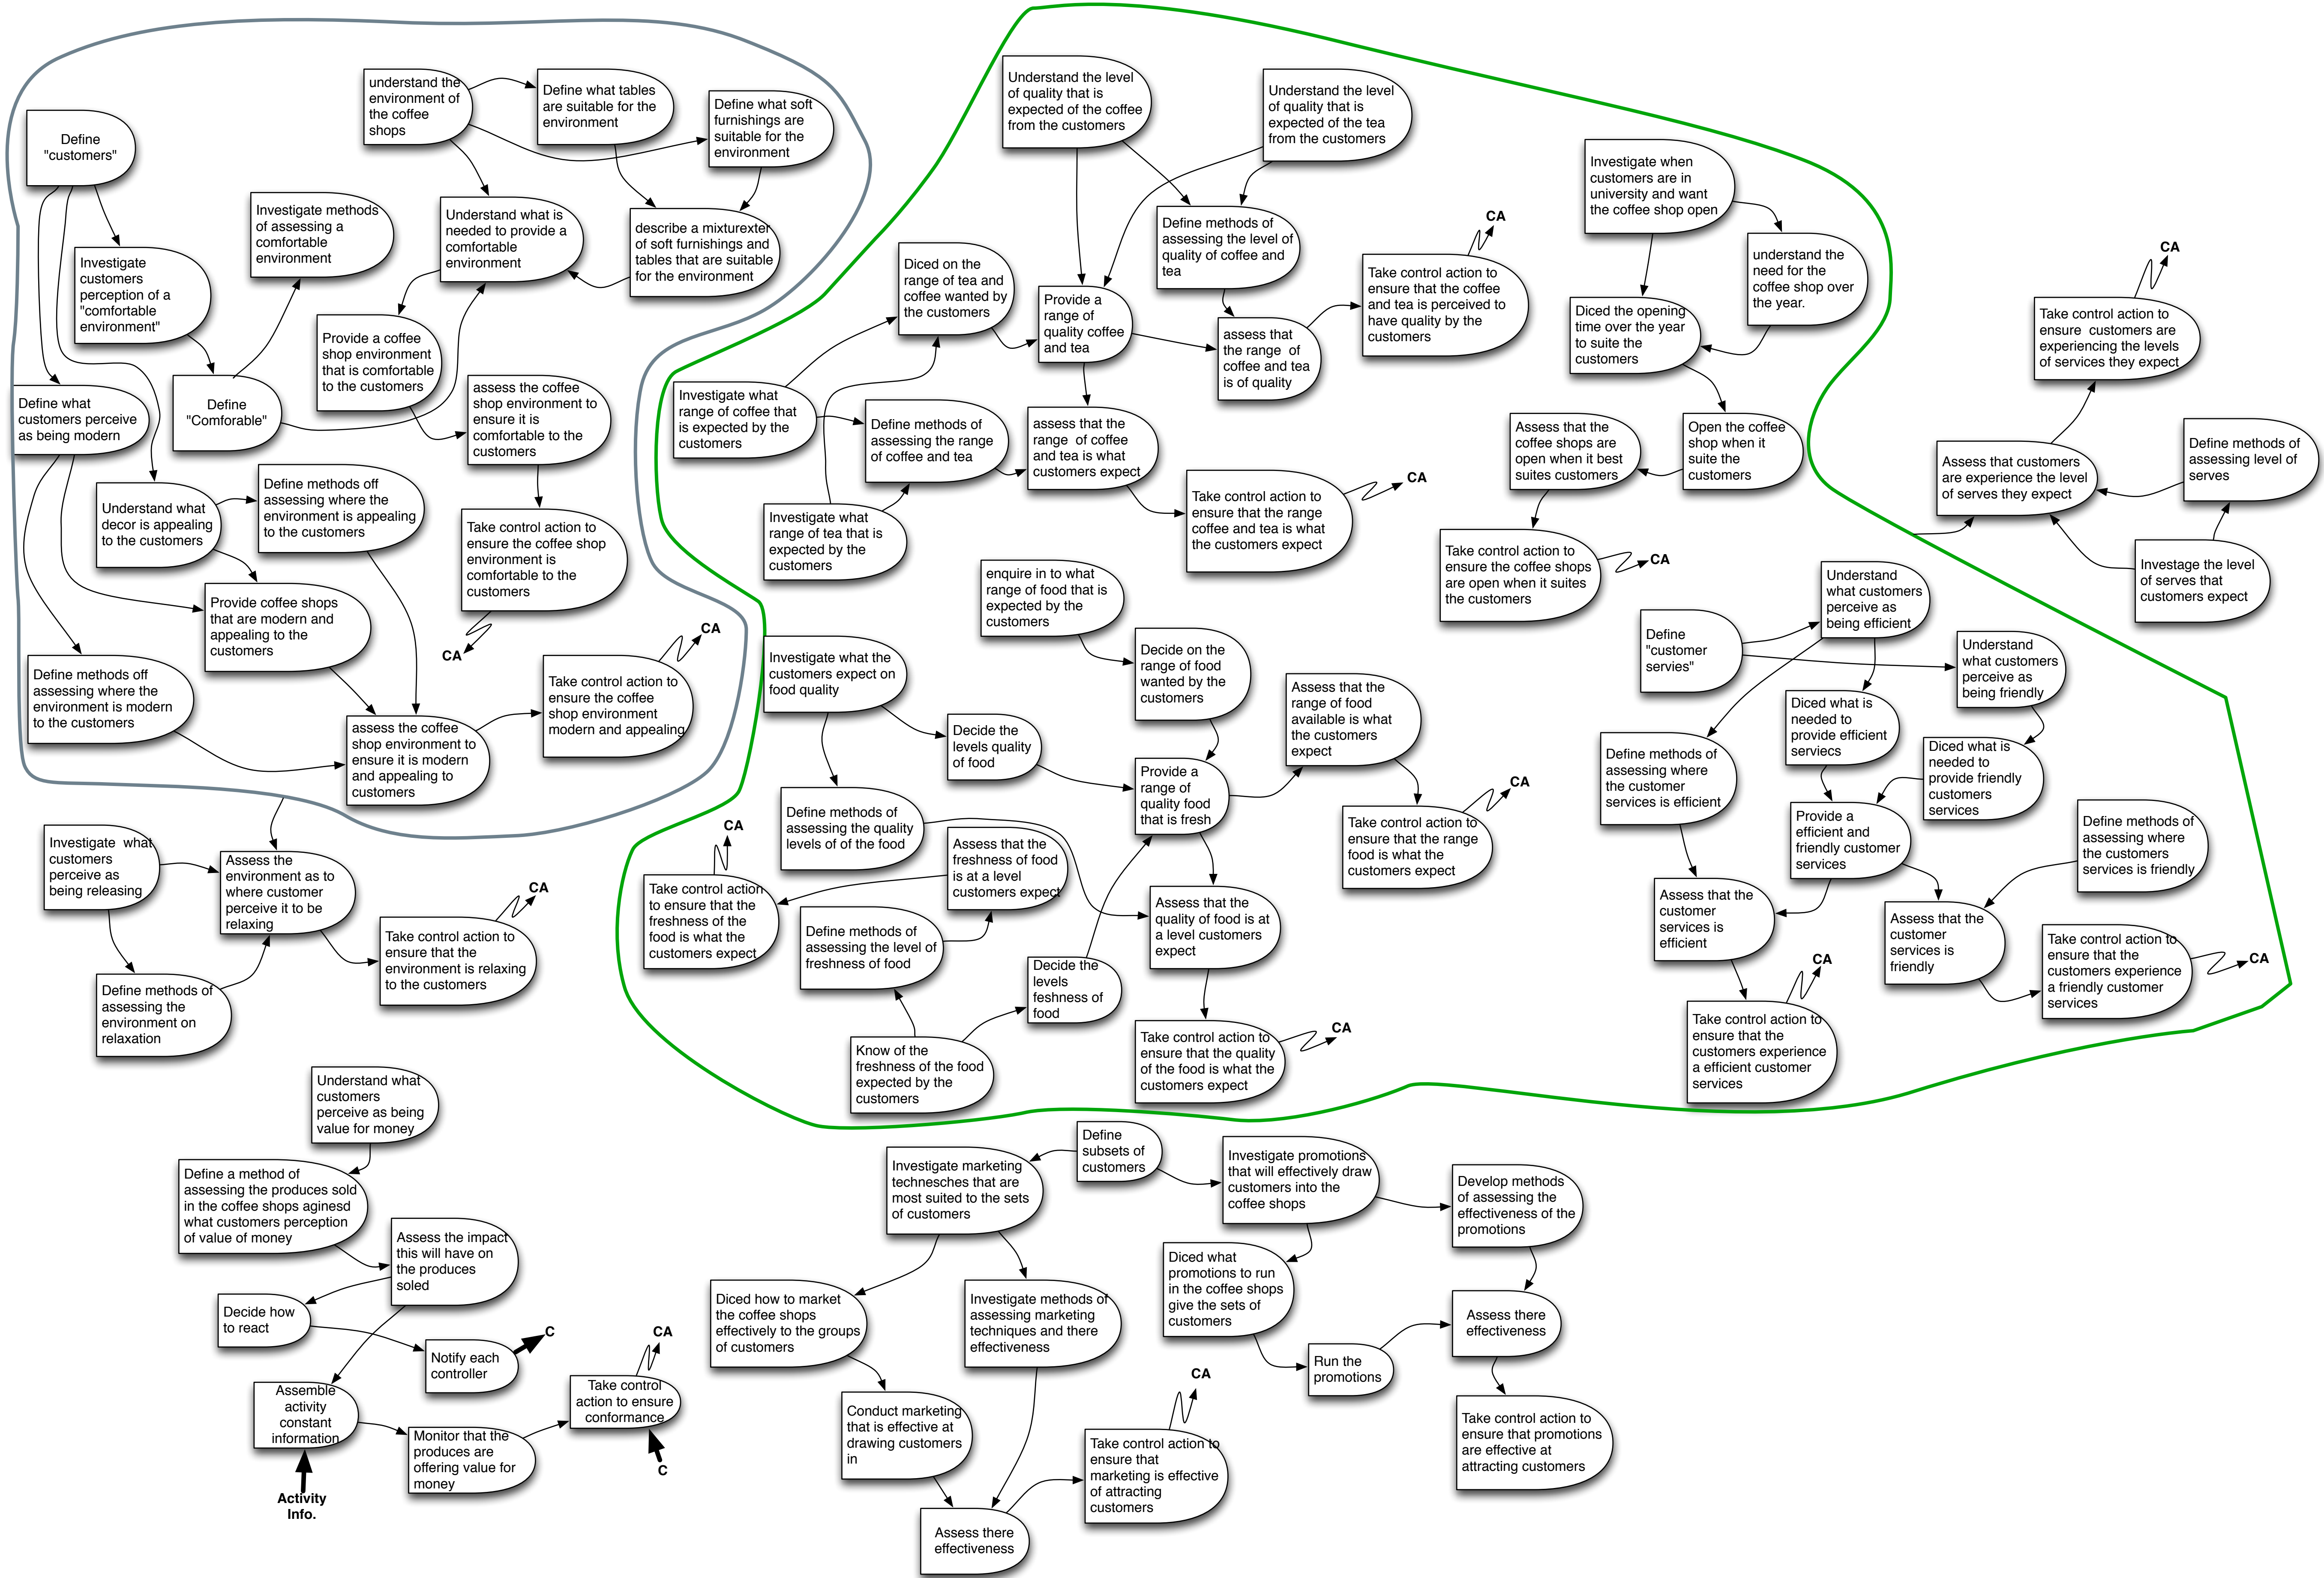 Define
"customers"
understand the
environment of
the coffee
shops
Define what tables
are suitable for the
environment
Define what soft
furnishings are
suitable for the
environment
Investigate methods
of assessing a
comfortable
environment
Understand what is
needed to provide a
comfortable
environment
describe a mixturexter
of soft furnishings and
tables that are suitable
for the environment
Investigate
customers
perception of a
"comfortable
environment"
Provide a coffee
shop environment
that is comfortable
to the customers
Define what
customers perceive
as being modern
Define
"Comforable"
assess the coffee
shop environment to
ensure it is
comfortable to the
customers
Understand what
decor is appealing
to the customers
Define methods off
assessing where the
environment is appealing
to the customers
Take control action to
ensure the coffee shop
environment is
comfortable to the
customers
CA
Provide coffee shops
that are modern and
appealing to the
customers
Define methods off
assessing where the
environment is modern
to the customers
assess the coffee
shop environment to
ensure it is modern
and appealing to
customers
Take control action to
ensure the coffee
shop environment
modern and appealing
CA
Investigate what
customers
perceive as
being releasing
Assess the
environment as to
where customer
perceive it to be
relaxing
Define methods of
assessing the
environment on
relaxation
Take control action to
ensure that the
environment is relaxing
to the customers
CA
Understand the level
of quality that is
expected of the coffee
from the customers
Understand the level
of quality that is
expected of the tea
from the customers
Define methods of
assessing the level of
quality of coffee and
tea
Diced on the
range of tea and
coffee wanted by
the customers
Provide a
range of
quality coffee
and tea
assess that
the range of
coffee and tea
is of quality
Take control action to
ensure that the coffee
and tea is perceived to
have quality by the
customers
CA
Investigate what
range of coffee that
is expected by the
customers
Define methods of
assessing the range
of coffee and tea
assess that the
range of coffee
and tea is what
customers expect
Investigate what
range of tea that is
expected by the
customers
Take control action to
ensure that the range
coffee and tea is what
the customers expect
CA
Investigate when
customers are in
university and want
the coffee shop open
understand the
need for the
coffee shop over
the year.
Diced the opening
time over the year
to suite the
customers
Assess that the
coffee shops are
open when it best
suites customers
Open the coffee
shop when it
suite the
customers
Take control action to
ensure the coffee shops
are open when it suites
the customers
CA
Take control action to
ensure customers are
experiencing the levels
of services they expect
CA
Assess that customers
are experience the level
of serves they expect
Define methods of
assessing level of
serves
Investage the level
of serves that
customers expect
enquire in to what
range of food that is
expected by the
customers
Investigate what the
customers expect on
food quality
Decide on the
range of food
wanted by the
customers
Decide the
levels quality
of food
Assess that the
range of food
available is what
the customers
expect
Provide a
range of
quality food
that is fresh
Define methods of
assessing the quality
levels of of the food
Take control action to
ensure that the range
food is what the
customers expect
CA
Assess that the
freshness of food
is at a level
customers expect
Take control action
to ensure that the
freshness of the
food is what the
customers expect
CA
Define methods of
assessing the level of
freshness of food
Assess that the
quality of food is at
a level customers
expect
Decide the
levels
feshness of
food
Know of the
freshness of the food
expected by the
customers
Take control action to
ensure that the quality
of the food is what the
customers expect
CA
Define
"customer
servies"
Understand
what customers
perceive as
being efficient
Understand
what customers
perceive as
being friendly
Diced what is
needed to
provide efficient
serviecs
Define methods of
assessing where
the customer
services is efficient
Diced what is
needed to
provide friendly
customers
services
Provide a
efficient and
friendly customer
services
Define methods of
assessing where
the customers
services is friendly
Assess that the
customer
services is
efficient
Assess that the
customer
services is
friendly
Take control action to
ensure that the
customers experience
a friendly customer
services
CA
Take control action to
ensure that the
customers experience
a efficient customer
services
CA
Understand what
customers
perceive as being
value for money
Define a method of
assessing the produces sold
in the coffee shops aginesd
what customers perception
of value of money
Assess the impact
this will have on
the produces
soled
Decide how
to react
Notify each
controller
C
Assemble
activity
constant
information
Activity
Info.
Monitor that the
produces are
offering value for
money
Take control
action to ensure
conformance
CA
C
Define
subsets of
customers
Investigate marketing
technesches that are
most suited to the sets
of customers
Investigate promotions
that will effectively draw
customers into the
coffee shops
Develop methods
of assessing the
effectiveness of the
promotions
Diced how to market
the coffee shops
effectively to the groups
of customers
Investigate methods of
assessing marketing
techniques and there
effectiveness
Diced what
promotions to run
in the coffee shops
give the sets of
customers
Run the
promotions
Assess there
effectiveness
Take control action to
ensure that promotions
are effective at
attracting customers
Conduct marketing
that is effective at
drawing customers
in
Take control action to
ensure that
marketing is effective
of attracting
customers
CA
Assess there
effectiveness